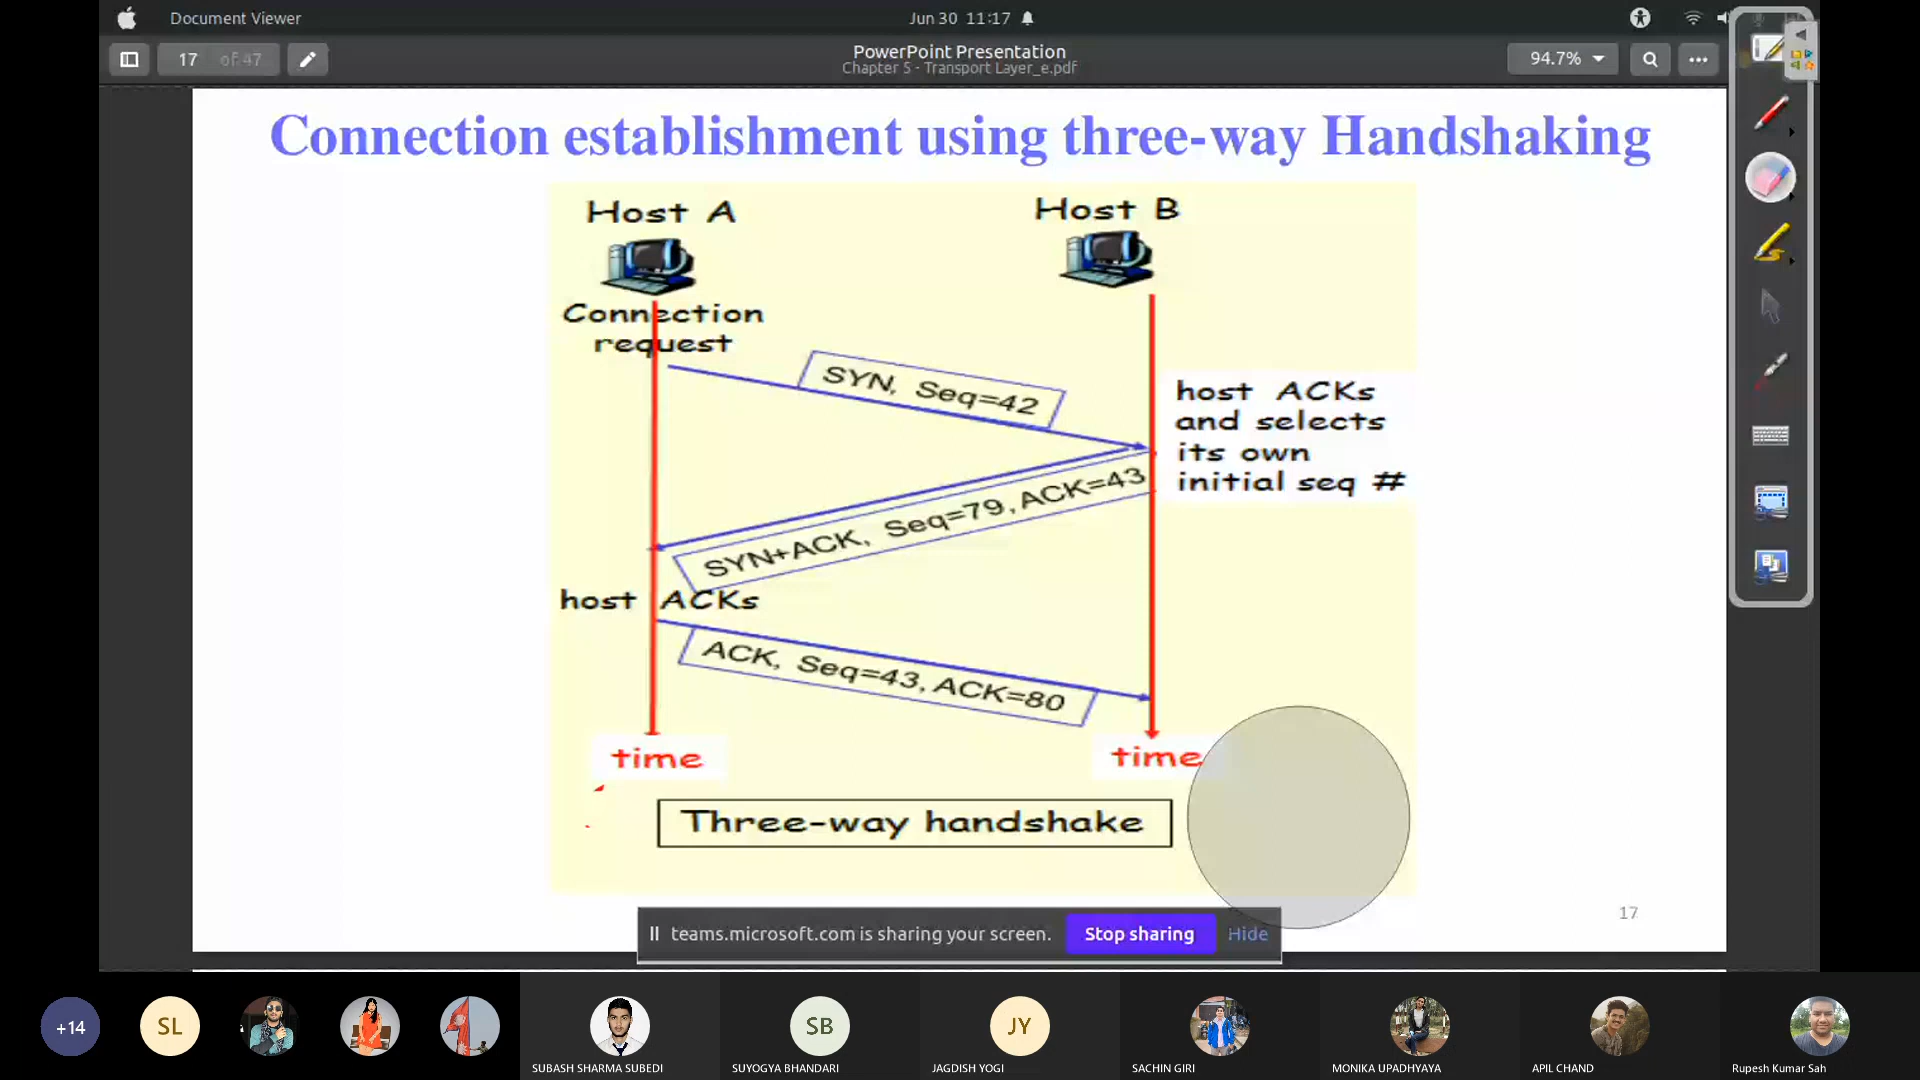 Document Viewer
Jun 30 11:17
17 of 47
PowerPoint Presentation
Chapter 5 - Transport Layer_e.pdf
94.7%
Connection establishment using three-way Handshaking
Host A
Host B
Connection
request
SYN, Seq=42
host ACKs
and selects
its own
initial seq #
SYN+ACK, Seq=79, ACK=43
host ACKs
ACK, Seq=43, ACK=80
time
time
Three-way handshake
17
teams.microsoft.com is sharing your screen.
Stop sharing
Hide
+14
SL
SB
JY
SUBASH SHARMA SUBEDI
SUYOGYA BHANDARI
JAGDISH YOGI
SACHIN GIRI
MONIKA UPADHYAYA
APIL CHAND
Rupesh Kumar Sah